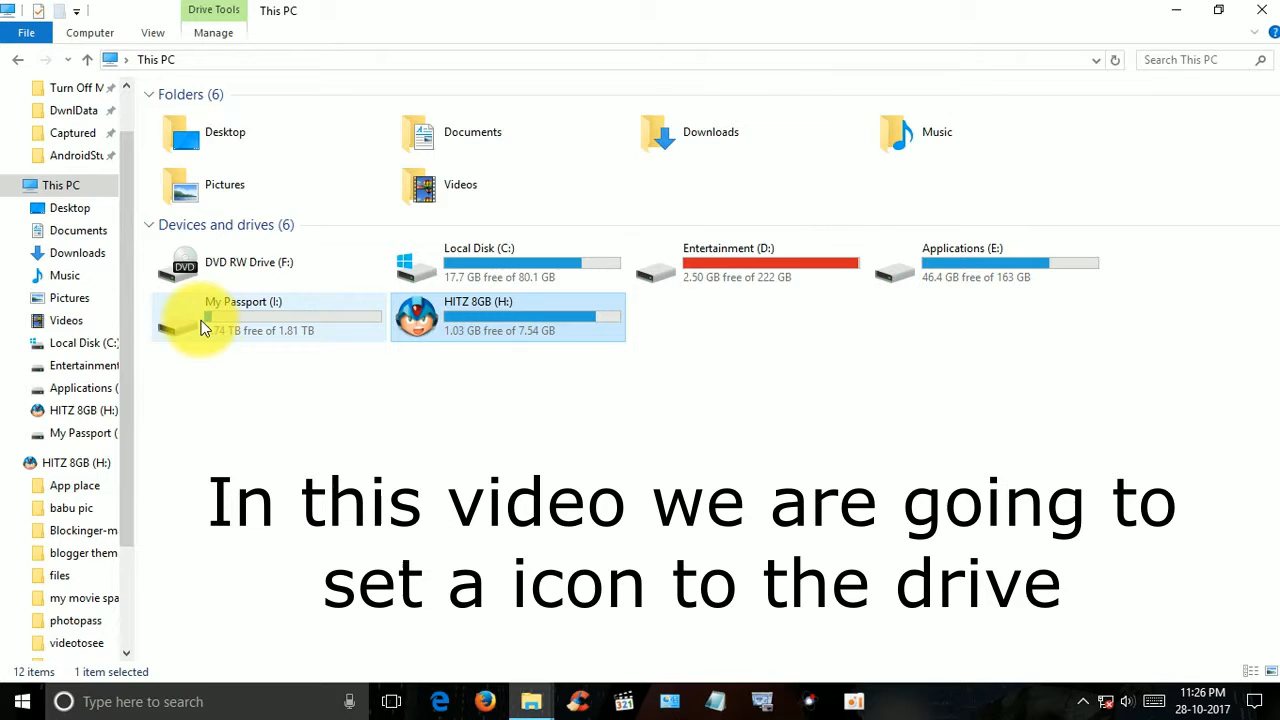 Drive Tools
This PC
File
Computer
View
Manage
This PC
Search This PC
Turn Off M
DwnlData
Captured
AndroidStu
This PC
Desktop
Documents
Downloads
Music
Pictures
Videos
Local Disk (C:)
Entertainment
Applications (
HITZ 8GB (H:)
My Passport (
HITZ 8GB (H:)
App place
babu pic
Blockinger-m
blogger them
files
my movie spa
photopass
videotosee
Folders (6)
Desktop
Documents
Downloads
Music
Pictures
Videos
Devices and drives (6)
DVD
DVD RW Drive (F:)
Local Disk (C:)
17.7 GB free of 80.1 GB
Entertainment (D:)
2.50 GB free of 222 GB
Applications (E:)
46.4 GB free of 163 GB
My Passport (I:)
74 TB free of 1.81 TB
HITZ 8GB (H:)
1.03 GB free of 7.54 GB
In this video we are going to
set a icon to the drive
12 items
1 item selected
Type here to search
321
11:26 PM
28-10-2017